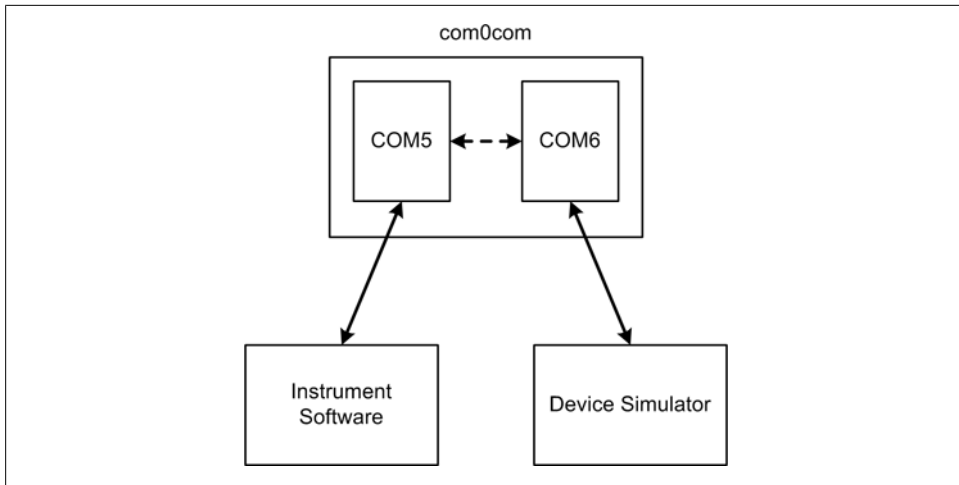 com0com
COM5
COM6
Instrument
Software
Device Simulator